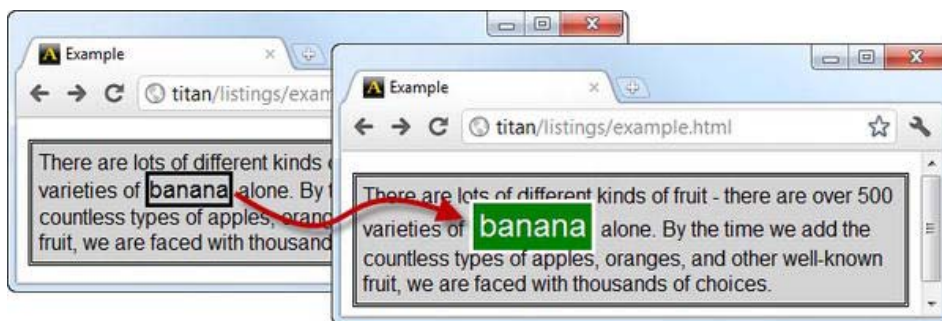 Example
titan/listings/exam
There are lots of different kinds
varieties of banana alone. By
countless types of apples, orang
fruit, we are faced with thousand
Example
titan/listings/example.html
There are lots of different kinds of fruit - there are over 500
varieties of banana alone. By the time we add the
countless types of apples, oranges, and other well-known
fruit, we are faced with thousands of choices.